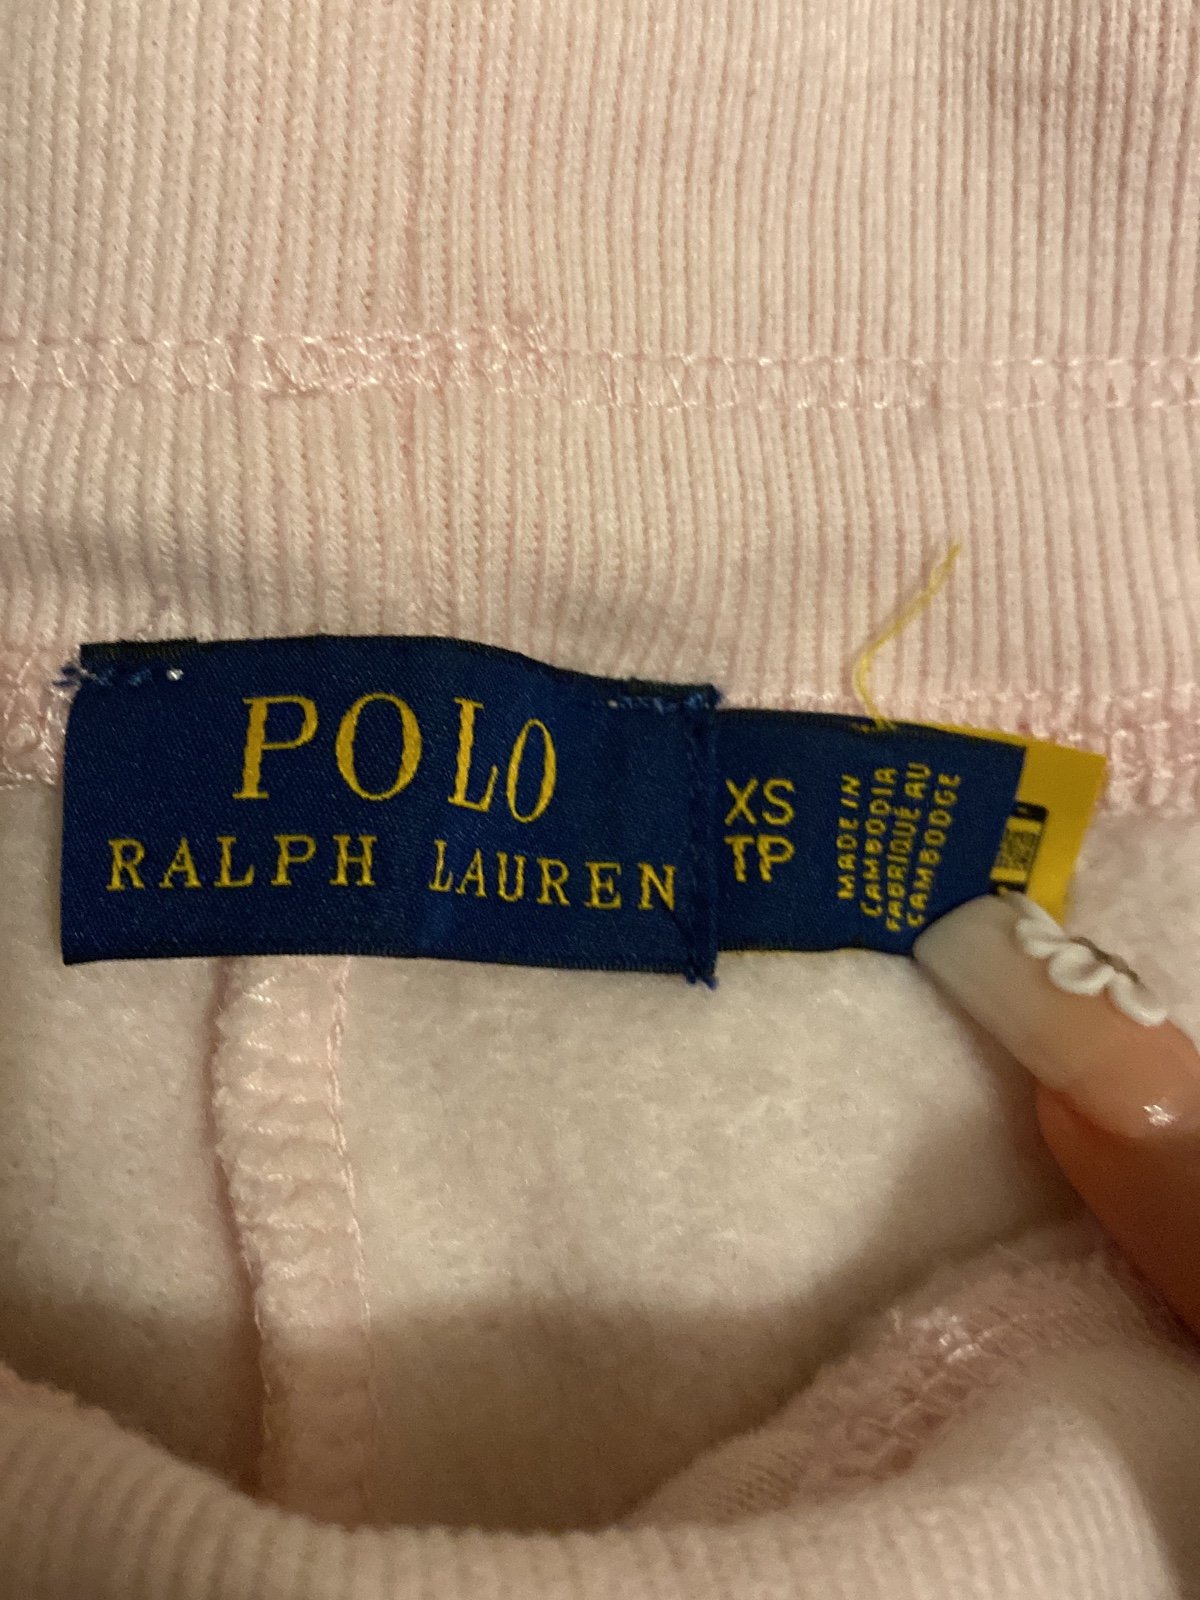 POLO
RALPH LAUREN
XS
TP
MADE IN
CAMBODIA
FABRIQUÉ AU
CAMBODGE